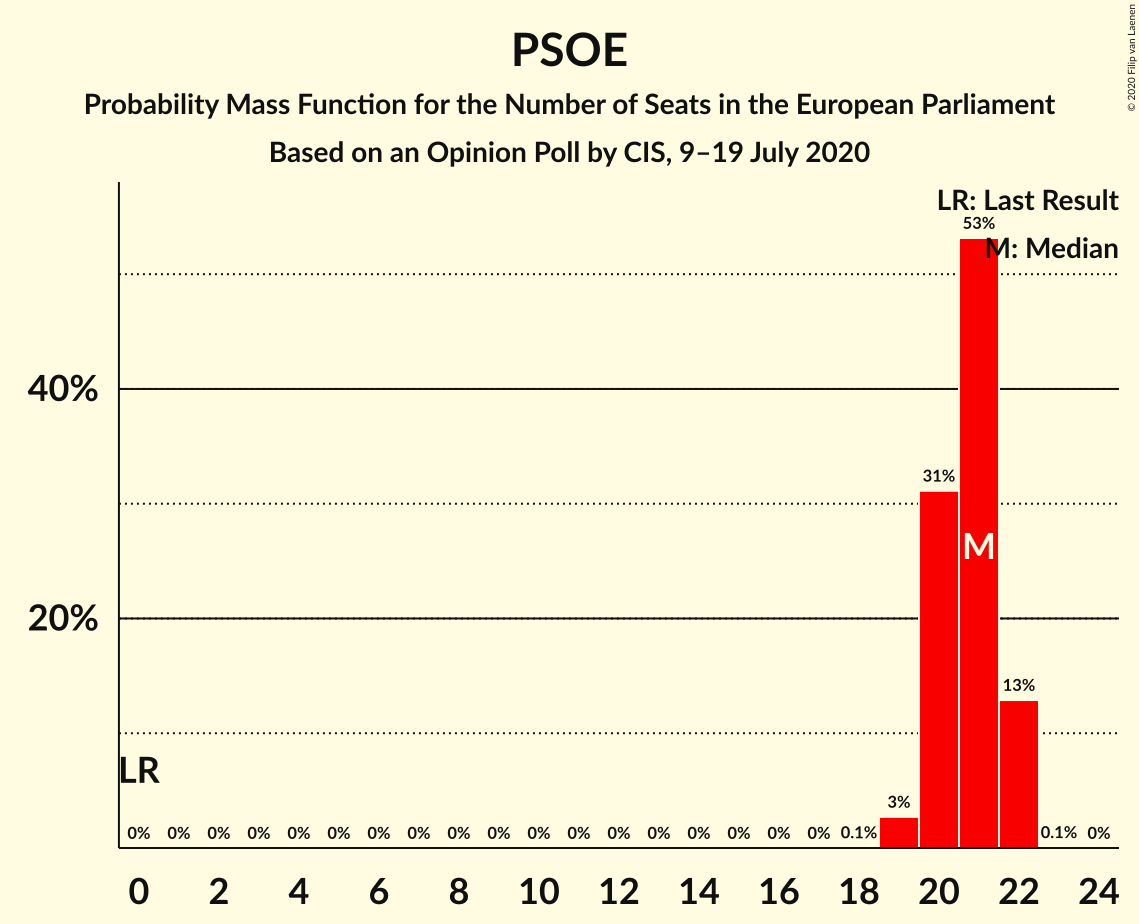 PSOE
Probability Mass Function for the Number of Seats in the European Parliament
Based on an Opinion Poll by CIS, 9–19 July 2020
© 2020 Filip van Laenen
LR: Last Result
53%
M: Median
40%
31%
M
20%
13%
LR
3%
0% 0% 0% 0% 0% 0% 0% 0% 0% 0% 0% 0% 0% 0% 0% 0% 0% 0% 0.1% 0.1% 0%
0 2 4 6 8 10 12 14 16 18 20 22 24